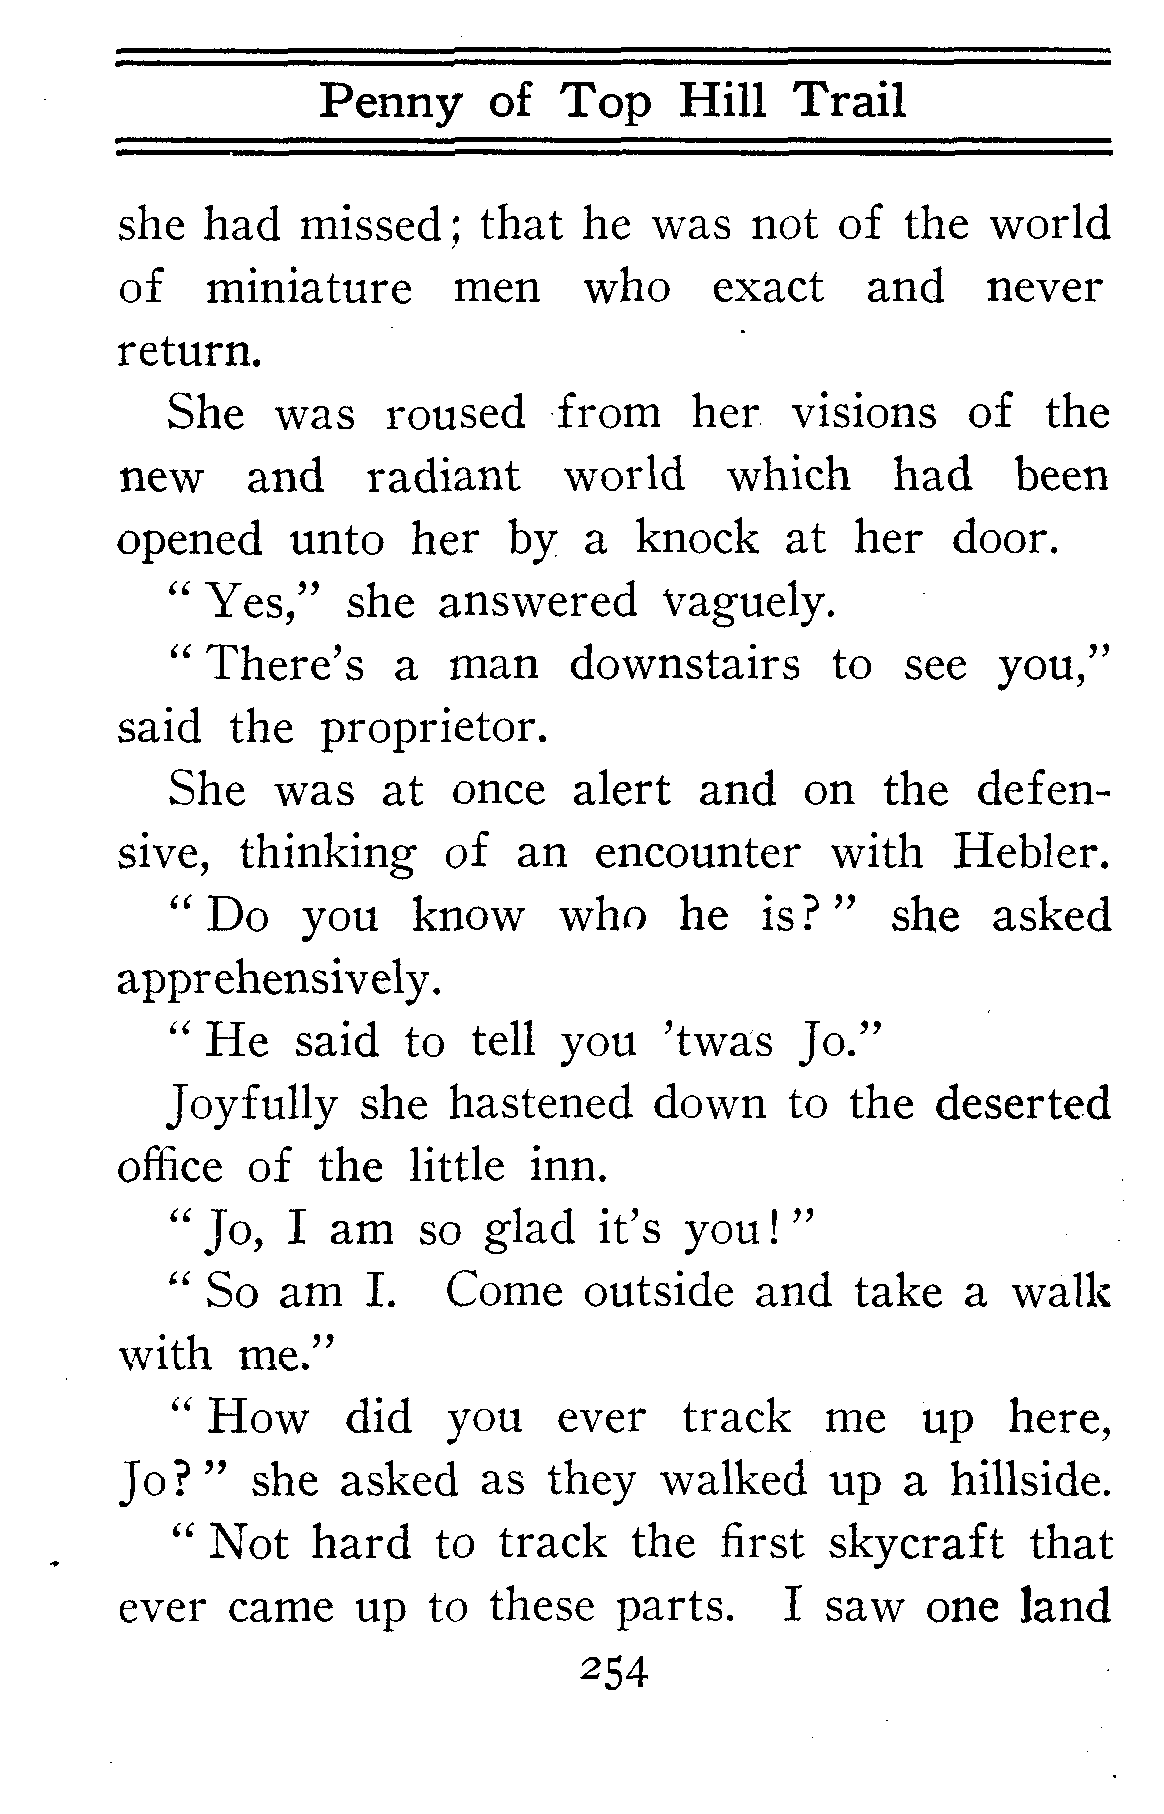 Penny of Top Hill Trail
she had missed; that he was not of the world
of miniature men who exact and never
return.
She was roused from her visions of the
new and radiant world which had been
opened unto her by a knock at her door.
" Yes," she answered vaguely.
" There's a man downstairs to see you,"
said the proprietor.
She was at once alert and on the defen-
sive, thinking of an encounter with Hebler.
" Do you know who he is? " she asked
apprehensively.
" He said to tell you 'twas Jo."
Joyfully she hastened down to the deserted
office of the little inn.
" Jo, I am so glad it's you! "
" So am I. Come outside and take a walk
with me."
" How did you ever track me up here,
Jo? " she asked as they walked up a hillside.
" Not hard to track the first skycraft that
ever came up to these parts. I saw one land
254